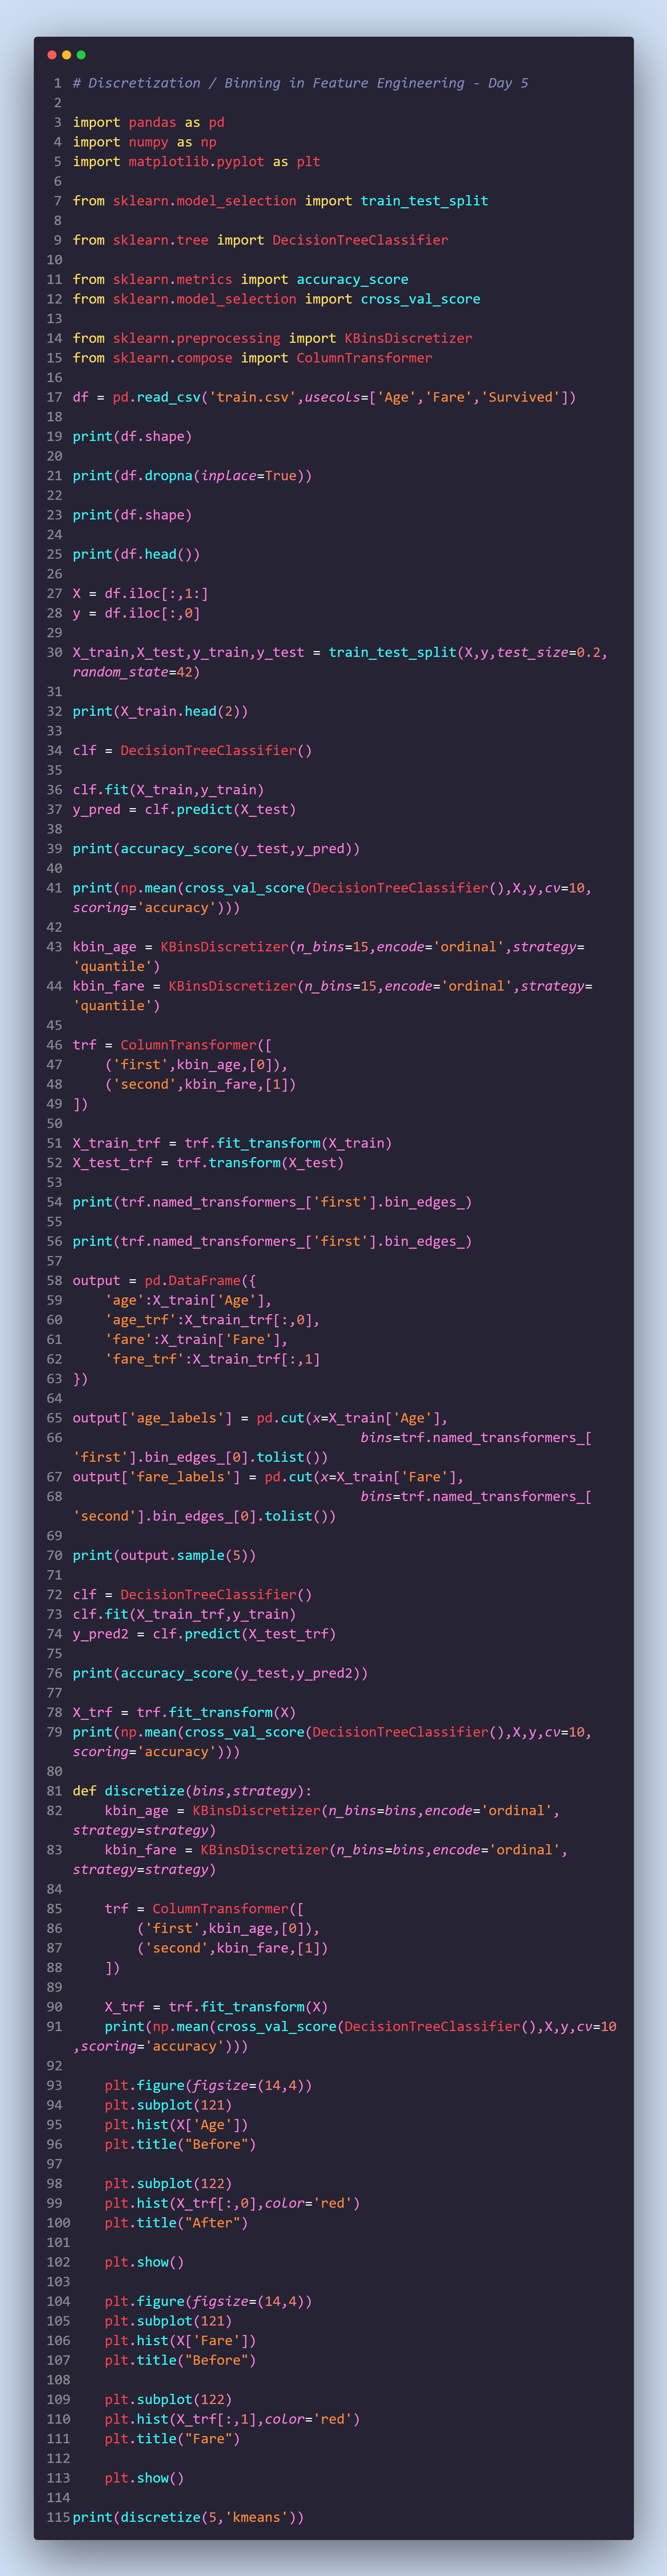 1 # Discretization / Binning in Feature Engineering - Day 5
2
3 import pandas as pd
4 import numpy as np
5 import matplotlib.pyplot as plt
6
7 from sklearn.model_selection import train_test_split
8
9 from sklearn.tree import DecisionTreeClassifier
10
11 from sklearn.metrics import accuracy_score
12 from sklearn.model_selection import cross_val_score
13
14 from sklearn.preprocessing import KBinsDiscretizer
15 from sklearn.compose import ColumnTransformer
16
17 df = pd.read_csv('train.csv',usecols=['Age','Fare','Survived'])
18
19 print(df.shape)
20
21 print(df.dropna(inplace=True))
22
23 print(df.shape)
24
25 print(df.head())
26
27 X = df.iloc[:,1:]
28 y = df.iloc[:,0]
29
30 X_train,X_test,y_train,y_test = train_test_split(X,y,test_size=0.2,
random_state=42)
31
32 print(X_train.head(2))
33
34 clf = DecisionTreeClassifier()
35
36 clf.fit(X_train,y_train)
37 y_pred = clf.predict(X_test)
38
39 print(accuracy_score(y_test,y_pred))
40
41 print(np.mean(cross_val_score(DecisionTreeClassifier(),X,y,cv=10,
scoring='accuracy')))
42
43 kbin_age = KBinsDiscretizer(n_bins=15,encode='ordinal',strategy=
'quantile')
44 kbin_fare = KBinsDiscretizer(n_bins=15,encode='ordinal',strategy=
'quantile')
45
46 trf = ColumnTransformer([
47     ('first',kbin_age,[0]),
48     ('second',kbin_fare,[1])
49 ])
50
51 X_train_trf = trf.fit_transform(X_train)
52 X_test_trf = trf.transform(X_test)
53
54 print(trf.named_transformers_['first'].bin_edges_)
55
56 print(trf.named_transformers_['first'].bin_edges_)
57
58 output = pd.DataFrame({
59     'age':X_train['Age'],
60     'age_trf':X_train_trf[:,0],
61     'fare':X_train['Fare'],
62     'fare_trf':X_train_trf[:,1]
63 })
64
65 output['age_labels'] = pd.cut(x=X_train['Age'],
66                                     bins=trf.named_transformers_[
'first'].bin_edges_[0].tolist())
67 output['fare_labels'] = pd.cut(x=X_train['Fare'],
68                                     bins=trf.named_transformers_[
'second'].bin_edges_[0].tolist())
69
70 print(output.sample(5))
71
72 clf = DecisionTreeClassifier()
73 clf.fit(X_train_trf,y_train)
74 y_pred2 = clf.predict(X_test_trf)
75
76 print(accuracy_score(y_test,y_pred2))
77
78 X_trf = trf.fit_transform(X)
79 print(np.mean(cross_val_score(DecisionTreeClassifier(),X,y,cv=10,
scoring='accuracy')))
80
81 def discretize(bins,strategy):
82     kbin_age = KBinsDiscretizer(n_bins=bins,encode='ordinal',
strategy=strategy)
83     kbin_fare = KBinsDiscretizer(n_bins=bins,encode='ordinal',
strategy=strategy)
84
85     trf = ColumnTransformer([
86         ('first',kbin_age,[0]),
87         ('second',kbin_fare,[1])
88     ])
89
90     X_trf = trf.fit_transform(X)
91     print(np.mean(cross_val_score(DecisionTreeClassifier(),X,y,cv=10
,scoring='accuracy')))
92
93     plt.figure(figsize=(14,4))
94     plt.subplot(121)
95     plt.hist(X['Age'])
96     plt.title("Before")
97
98     plt.subplot(122)
99     plt.hist(X_trf[:,0],color='red')
100     plt.title("After")
101
102     plt.show()
103
104     plt.figure(figsize=(14,4))
105     plt.subplot(121)
106     plt.hist(X['Fare'])
107     plt.title("Before")
108
109     plt.subplot(122)
110     plt.hist(X_trf[:,1],color='red')
111     plt.title("Fare")
112
113     plt.show()
114
115 print(discretize(5,'kmeans'))